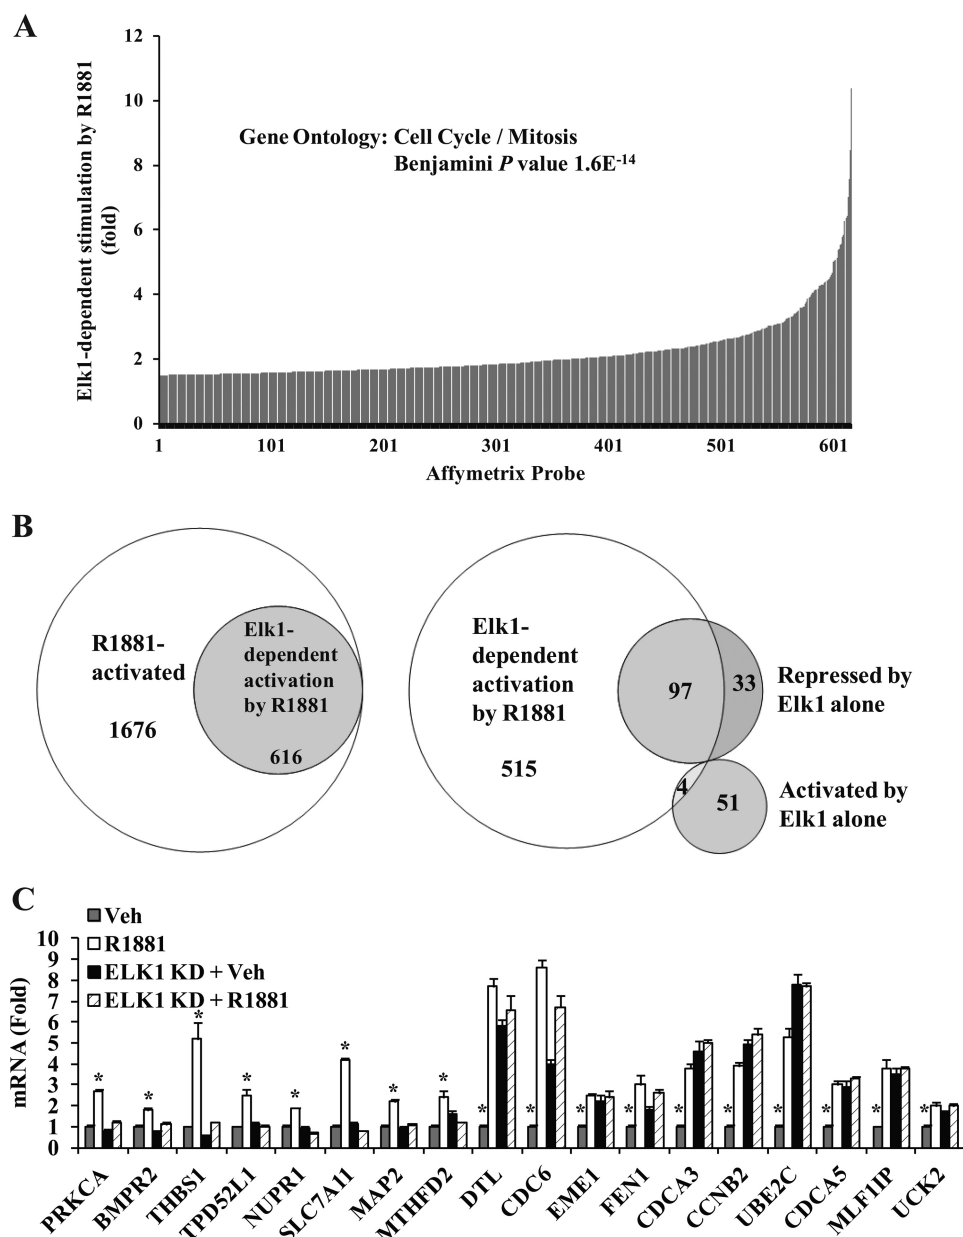 A
12
10
8
6
4
2
0
Elk1-dependent stimulation by R1881
(fold)
Gene Ontology: Cell Cycle / Mitosis
Benjamini P value 1.6E-14
1 101 201 301 401 501 601
Affymetrix Probe
B
R1881-
activated
1676
Elk1-
dependent
activation
by R1881
616
Elk1-
dependent
activation
by R1881
515
97
33
Repressed by
Elk1 alone
4
51
Activated by
Elk1 alone
C
Veh
R1881
ELK1 KD + Veh
ELK1 KD + R1881
10
9
8
7
6
5
4
3
2
1
0
mRNA (Fold)
* * * * * * * * * * * * * * * * * *
PRKCA
BMPR2
THBS1
TPD52L1
NUPR1
SLC7A11
MAP2
MTHFD2
DTL
CDC6
EME1
FEN1
CDCA3
CCNB2
UBE2C
CDCA5
MLF1IP
UCK2